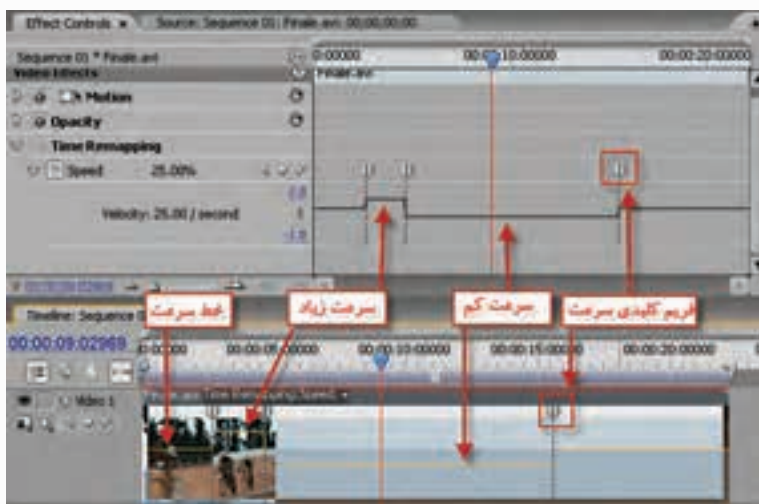 Effect Controls
Source: Sequence 01: Finale.avi: 00;00;00;00
Sequence 01 * Finale.avi
0:00000
00:00:10:00000
00:00:20:00000
Video Effects
Finale.avi
Motion
Opacity
Time Remapping
Speed
25.00%
Velocity: 25.00 / second
خط سرعت
سرعت زیاد
سرعت کم
فریم کلیدی سرعت
Timeline: Sequence
00:00:09:02969
00:00:05:00000
00:00:10:00000
00:00:15:00000
00:00:20:00000
Video 1